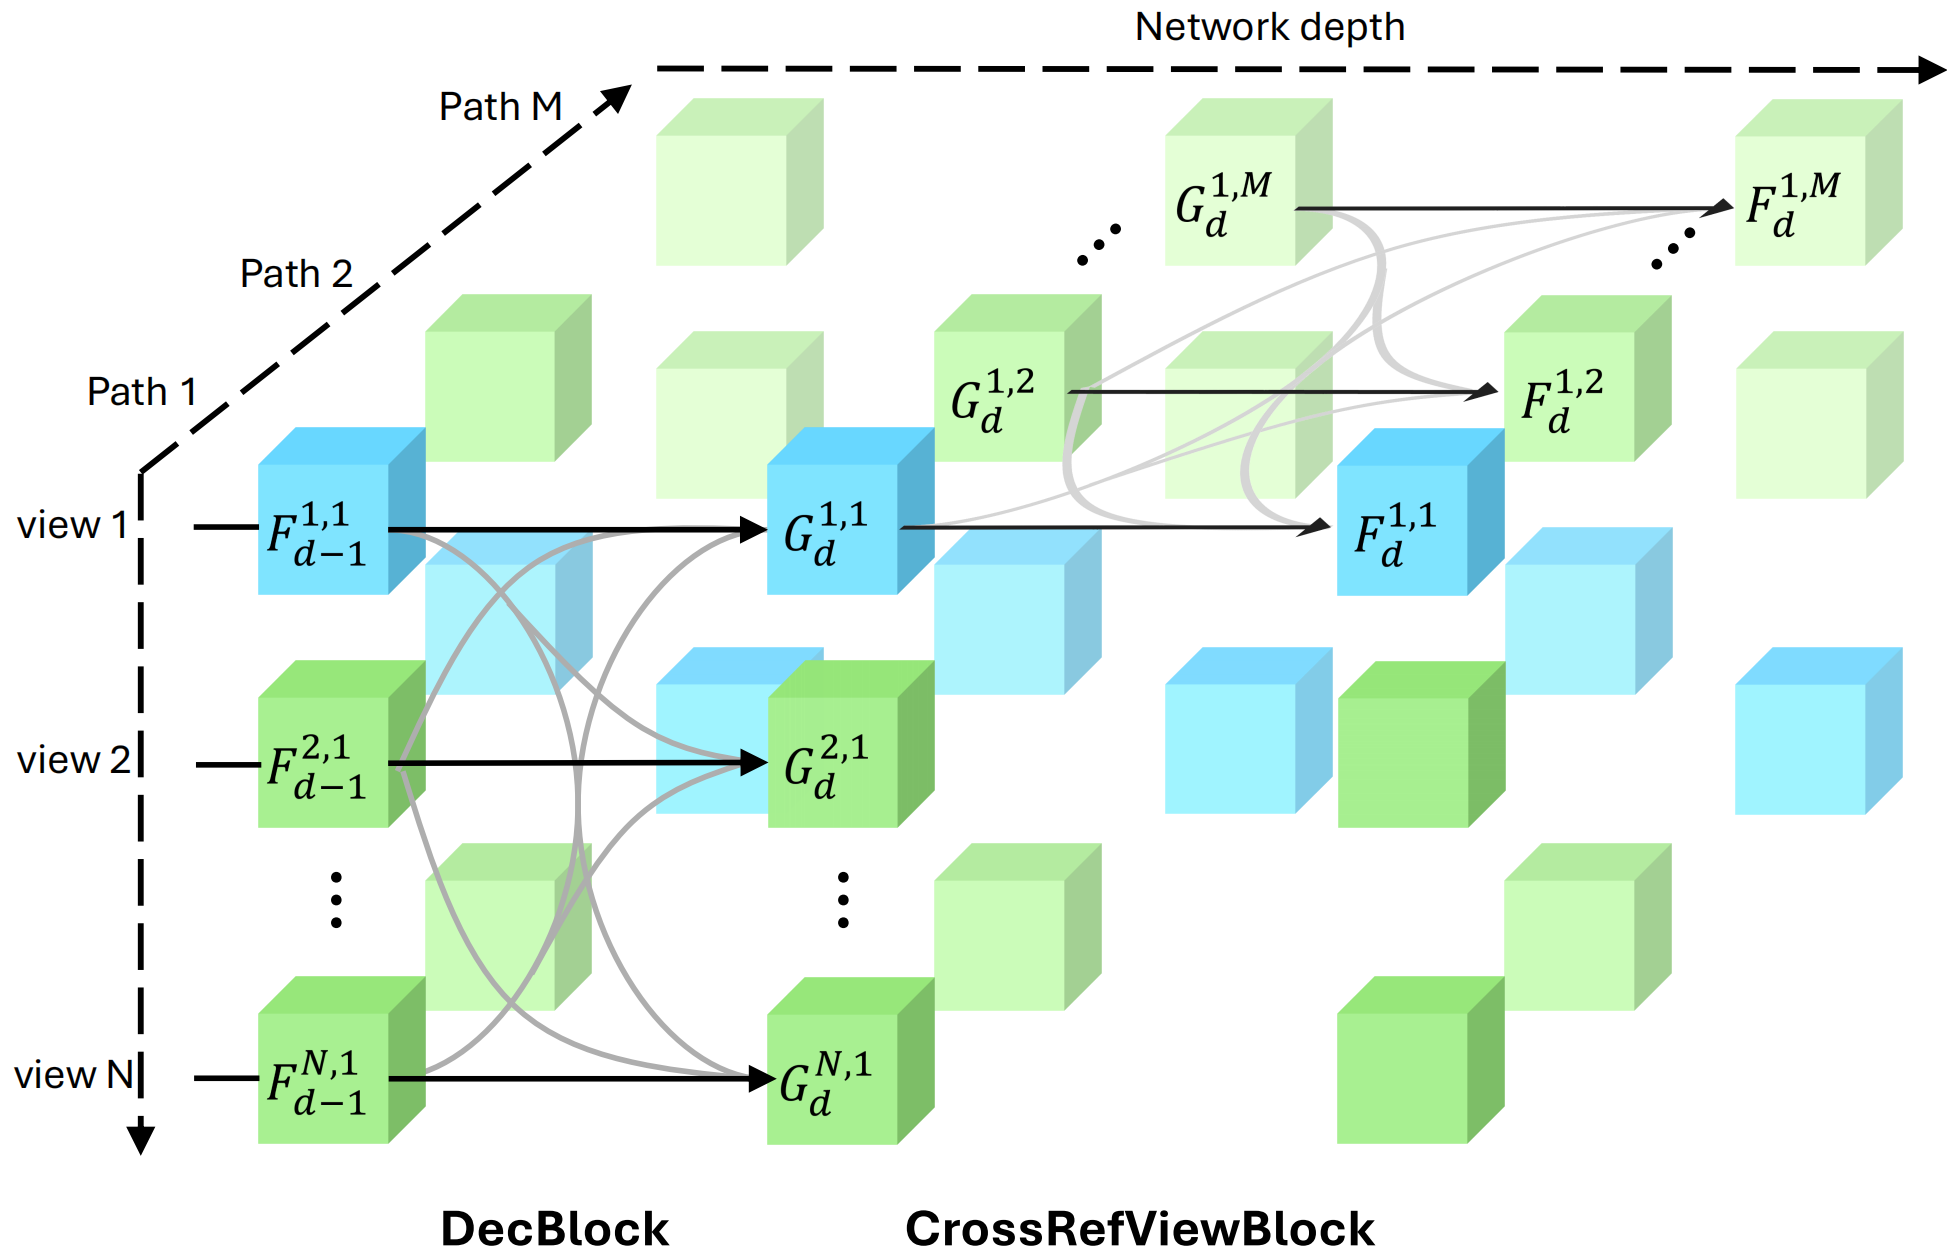 Network depth
Path M
Path 2
Path 1
view 1
view 2
view N
G_d^{1,M}
F_d^{1,M}
G_d^{1,2}
F_d^{1,2}
F_{d-1}^{1,1}
G_d^{1,1}
F_d^{1,1}
F_{d-1}^{2,1}
G_d^{2,1}
F_{d-1}^{N,1}
G_d^{N,1}
DecBlock
CrossRefViewBlock